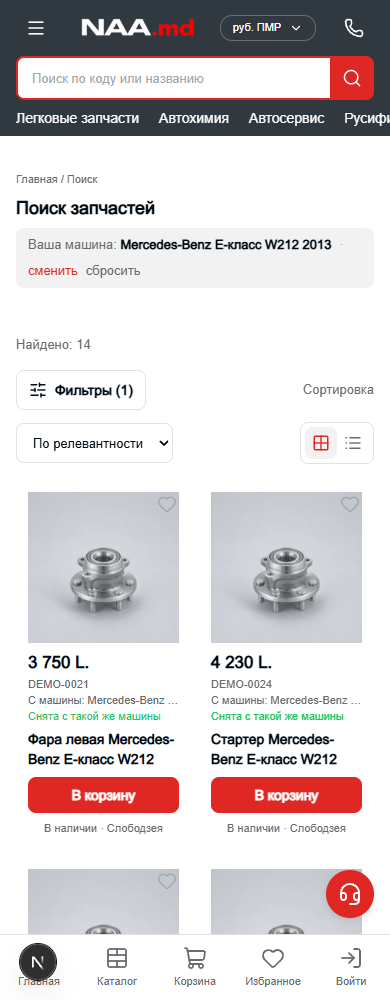 NAA.md
руб. ПМР
Поиск по коду или названию
Легковые запчасти Автохимия Автосервис
Главная / Поиск
Поиск запчастей
Ваша машина: Mercedes-Benz E-класс W212 2013 ·
сменить сбросить
Найдено: 14
Фильтры (1)
Сортировка
По релевантности
3 750 L.
DEMO-0021
С машины: Mercedes-Benz ...
Снята с такой же машины
Фара левая Mercedes-
Benz E-класс W212
В корзину
В наличии · Слободзея
4 230 L.
DEMO-0024
С машины: Mercedes-Benz ...
Снята с такой же машины
Стартер Mercedes-
Benz E-класс W212
В корзину
В наличии · Слободзея
N
Главная
Каталог
Корзина
Избранное
Войти